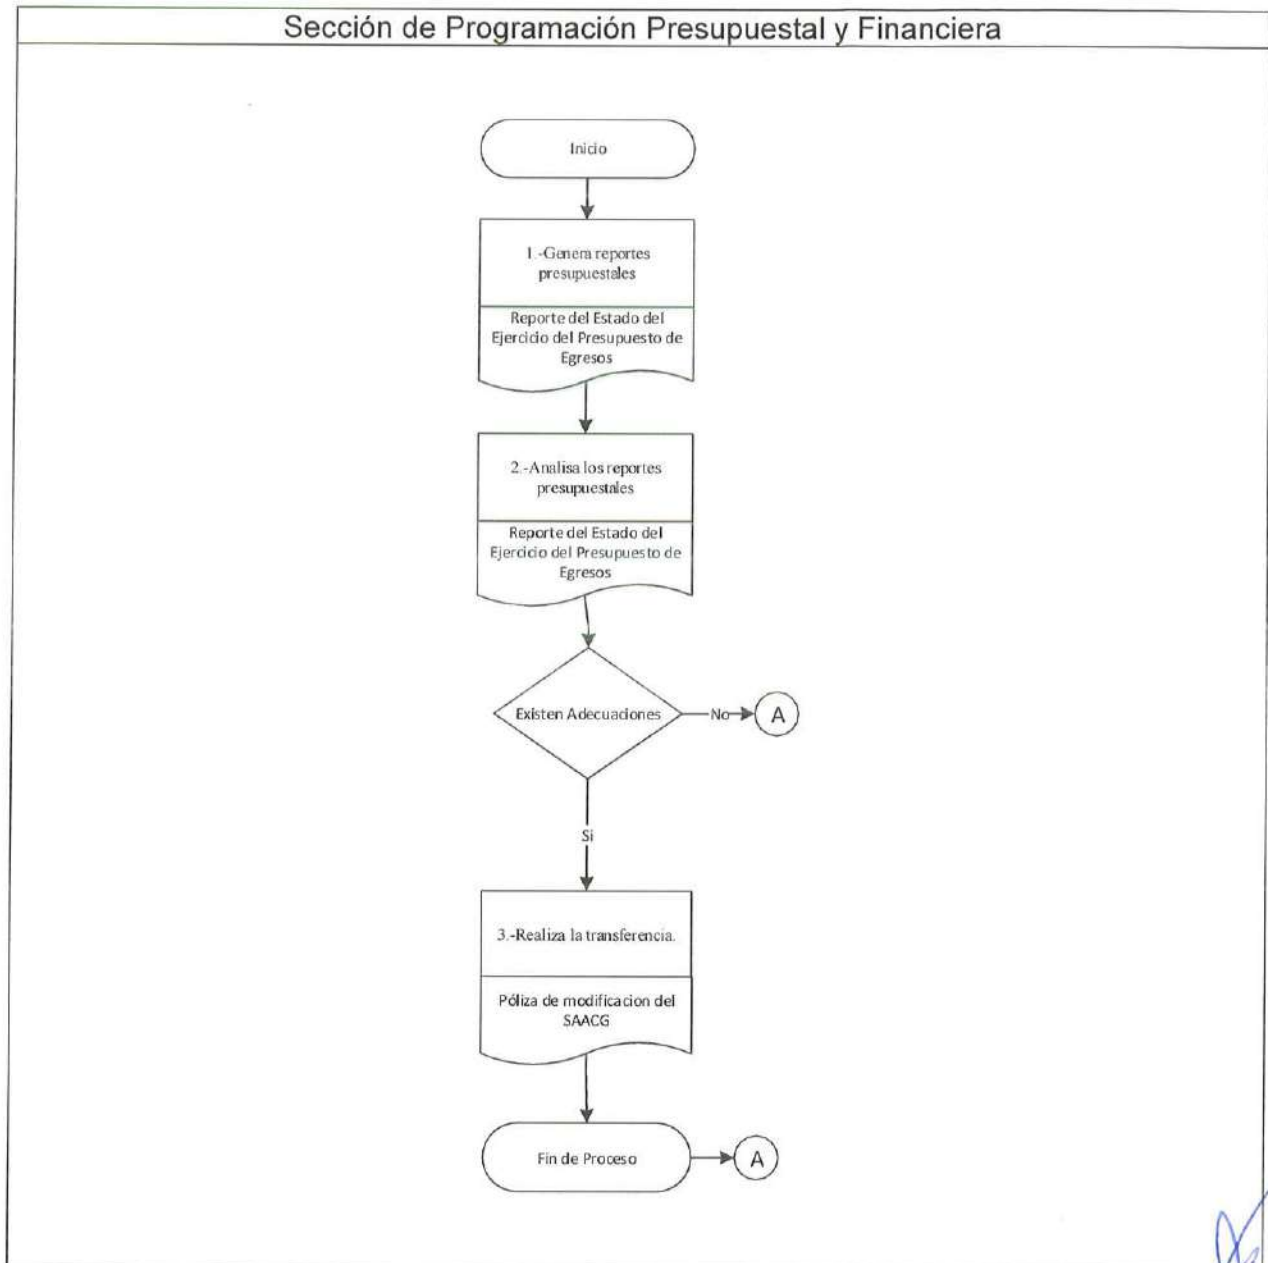 Sección de Programación Presupuestal y Financiera
Inicio
1.-Genera reportes
presupuestales
Reporte del Estado del
Ejercicio del Presupuesto de
Egresos
2.-Analisa los reportes
presupuestales
Reporte del Estado del
Ejercicio del Presupuesto de
Egresos
Existen Adecuaciones
No
A
Si
3.-Realiza la transferencia.
Póliza de modificacion del
SAACG
Fin de Proceso
A